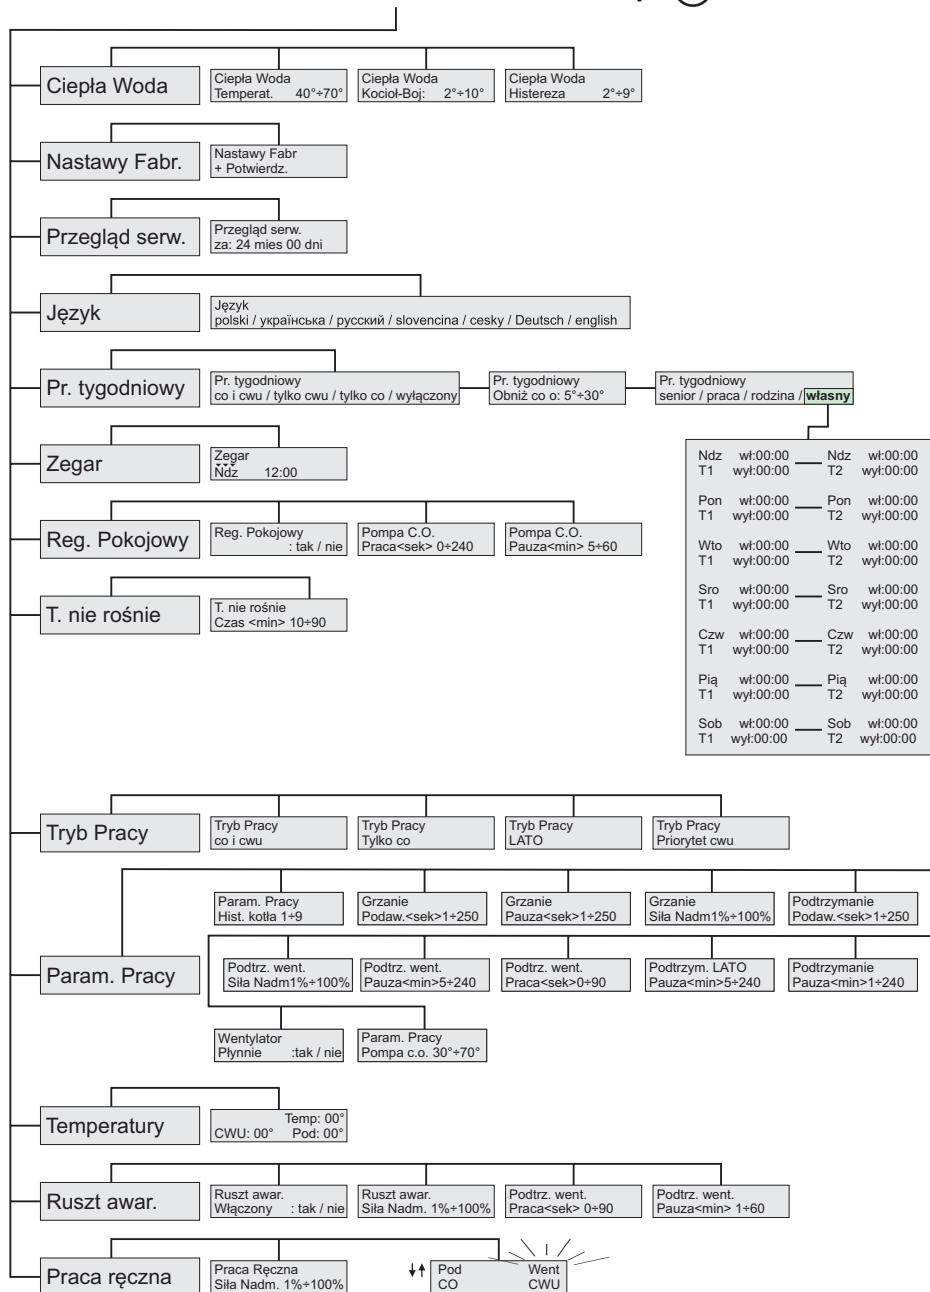 Ciepła Woda
Ciepła Woda
Temperat. 40°÷70°
Ciepła Woda
Kocioł-Boj: 2°÷10°
Ciepła Woda
Histereza 2°÷9°
Nastawy Fabr.
Nastawy Fabr
+ Potwierdz.
Przegląd serw.
Przegląd serw.
za: 24 mies 00 dni
Język
Język
polski / українська / русский / slovencina / cesky / Deutsch / english
Pr. tygodniowy
Pr. tygodniowy
co i cwu / tylko cwu / tylko co / wyłączony
Pr. tygodniowy
Obniż co o: 5°÷30°
Pr. tygodniowy
senior / praca / rodzina / własny
Ndz wł:00:00 Ndz wł:00:00
T1 wył:00:00 T2 wył:00:00
Pon wł:00:00 Pon wł:00:00
T1 wył:00:00 T2 wył:00:00
Wto wł:00:00 Wto wł:00:00
T1 wył:00:00 T2 wył:00:00
Sro wł:00:00 Sro wł:00:00
T1 wył:00:00 T2 wył:00:00
Czw wł:00:00 Czw wł:00:00
T1 wył:00:00 T2 wył:00:00
Pią wł:00:00 Pią wł:00:00
T1 wył:00:00 T2 wył:00:00
Sob wł:00:00 Sob wł:00:00
T1 wył:00:00 T2 wył:00:00
Zegar
Zegar
Ndz 12:00
Reg. Pokojowy
Reg. Pokojowy
: tak / nie
Pompa C.O.
Praca<sek> 0÷240
Pompa C.O.
Pauza<min> 5÷60
T. nie rośnie
T. nie rośnie
Czas <min> 10÷90
Tryb Pracy
Tryb Pracy
co i cwu
Tryb Pracy
Tylko co
Tryb Pracy
LATO
Tryb Pracy
Priorytet cwu
Param. Pracy
Param. Pracy
Hist. kotła 1÷9
Grzanie
Podaw.<sek>1÷250
Grzanie
Pauza<sek>1÷250
Grzanie
Siła Nadm1%÷100%
Podtrzymanie
Podaw.<sek>1÷250
Podtrz. went.
Siła Nadm1%÷100%
Podtrz. went.
Pauza<min>5÷240
Podtrz. went.
Praca<sek>0÷90
Podtrzym. LATO
Pauza<min>5÷240
Podtrzymanie
Pauza<min>1÷240
Wentylator
Płynnie :tak / nie
Param. Pracy
Pompa c.o. 30°÷70°
Temperatury
Temp: 00°
CWU: 00° Pod: 00°
Ruszt awar.
Ruszt awar.
Włączony : tak / nie
Ruszt awar.
Siła Nadm. 1%÷100%
Podtrz. went.
Praca<sek> 0÷90
Podtrz. went.
Pauza<min> 1÷60
Praca ręczna
Praca Ręczna
Siła Nadm. 1%÷100%
Pod Went
CO CWU